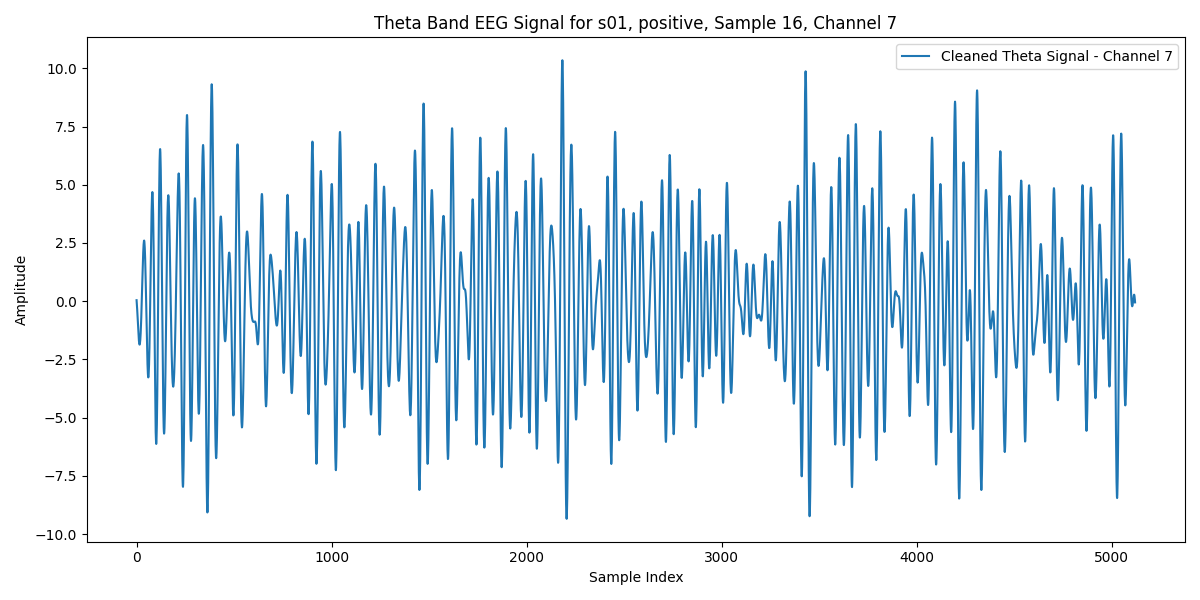 Theta Band EEG Signal for s01, positive, Sample 16, Channel 7
Cleaned Theta Signal - Channel 7
10.0
7.5
5.0
2.5
0.0
−2.5
−5.0
−7.5
−10.0
Amplitude
0 1000 2000 3000 4000 5000
Sample Index